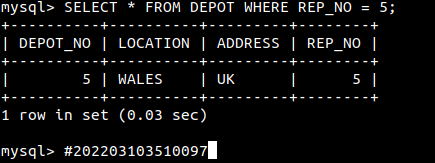 mysql> SELECT * FROM DEPOT WHERE REP_NO = 5;
+----------+----------+---------+--------+
| DEPOT_NO | LOCATION | ADDRESS | REP_NO |
+----------+----------+---------+--------+
|        5 | WALES    | UK      |      5 |
+----------+----------+---------+--------+
1 row in set (0.03 sec)
mysql> #202203103510097